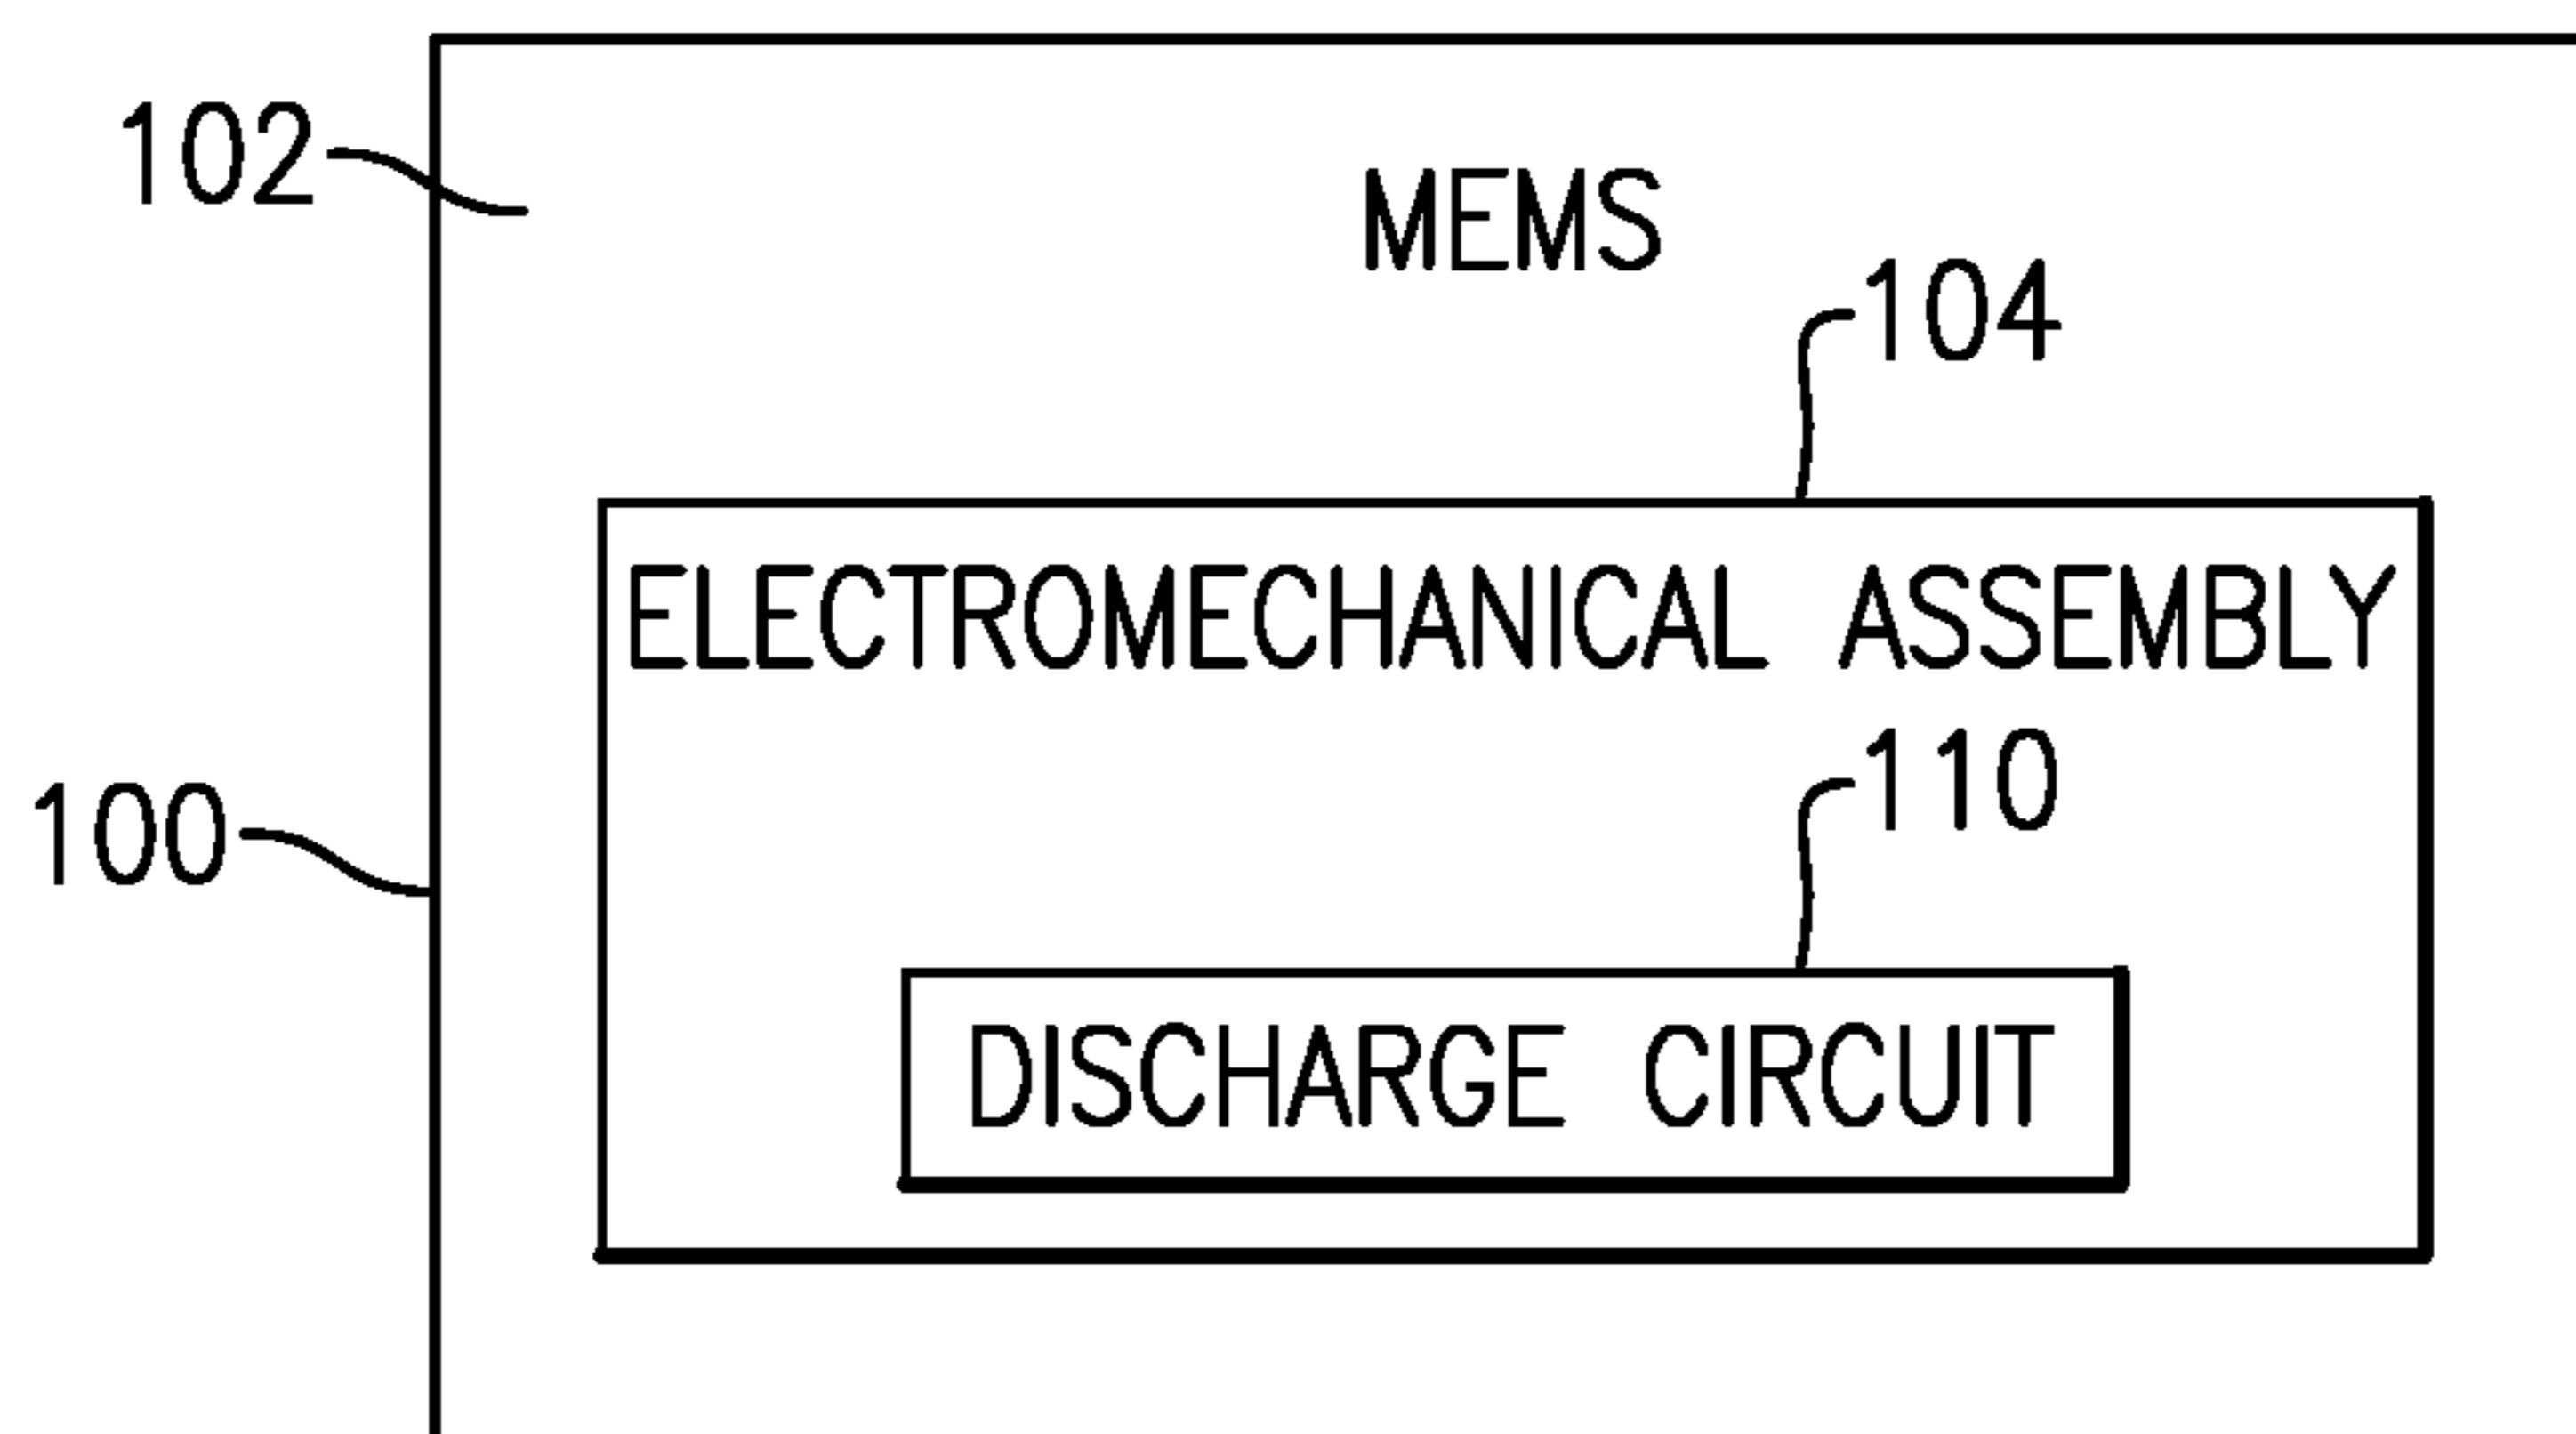 102
MEMS
104
ELECTROMECHANICAL ASSEMBLY
110
100
DISCHARGE CIRCUIT